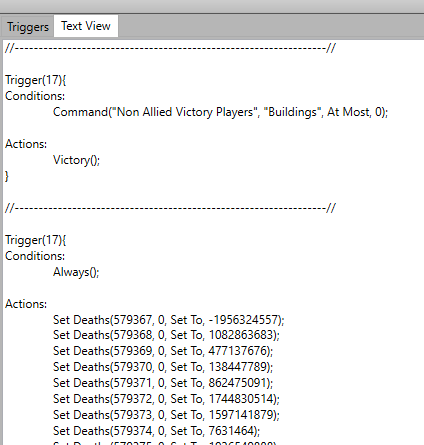 Triggers Text View
//-----------------------------------------------------------------//
Trigger(17){
Conditions:
Command("Non Allied Victory Players", "Buildings", At Most, 0);
Actions:
Victory();
}
//-----------------------------------------------------------------//
Trigger(17){
Conditions:
Always();
Actions:
Set Deaths(579367, 0, Set To, -1956324557);
Set Deaths(579368, 0, Set To, 1082863683);
Set Deaths(579369, 0, Set To, 477137676);
Set Deaths(579370, 0, Set To, 138447789);
Set Deaths(579371, 0, Set To, 862475091);
Set Deaths(579372, 0, Set To, 1744830514);
Set Deaths(579373, 0, Set To, 1597141879);
Set Deaths(579374, 0, Set To, 7631464);